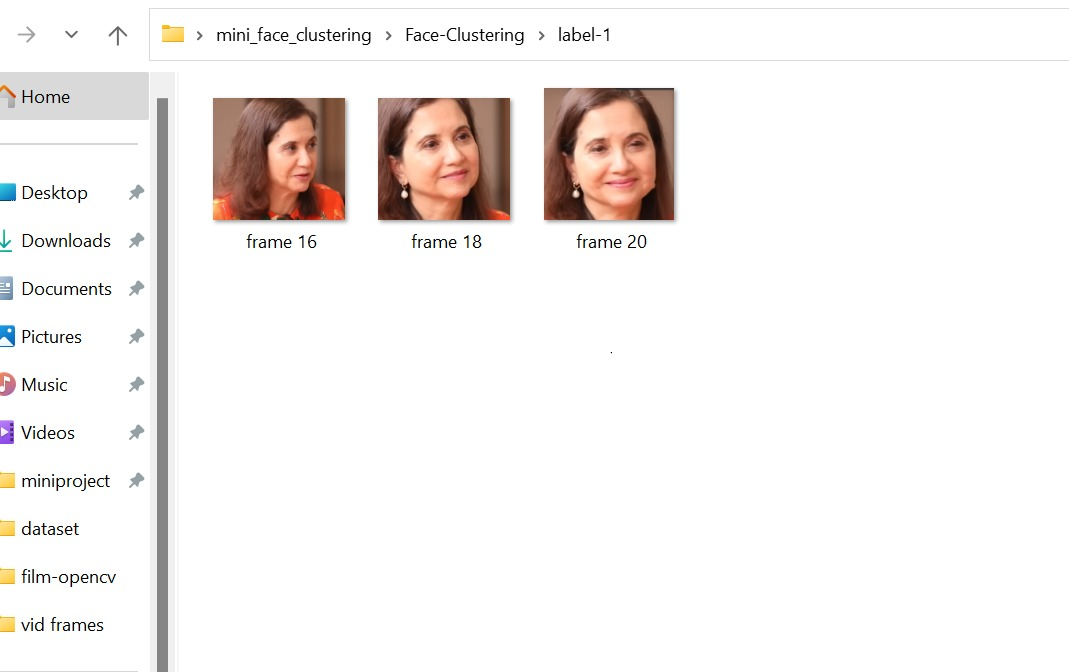 mini_face_clustering > Face-Clustering > label-1
Home
Desktop
Downloads
Documents
Pictures
Music
Videos
miniproject
dataset
film-opencv
vid frames
frame 16
frame 18
frame 20